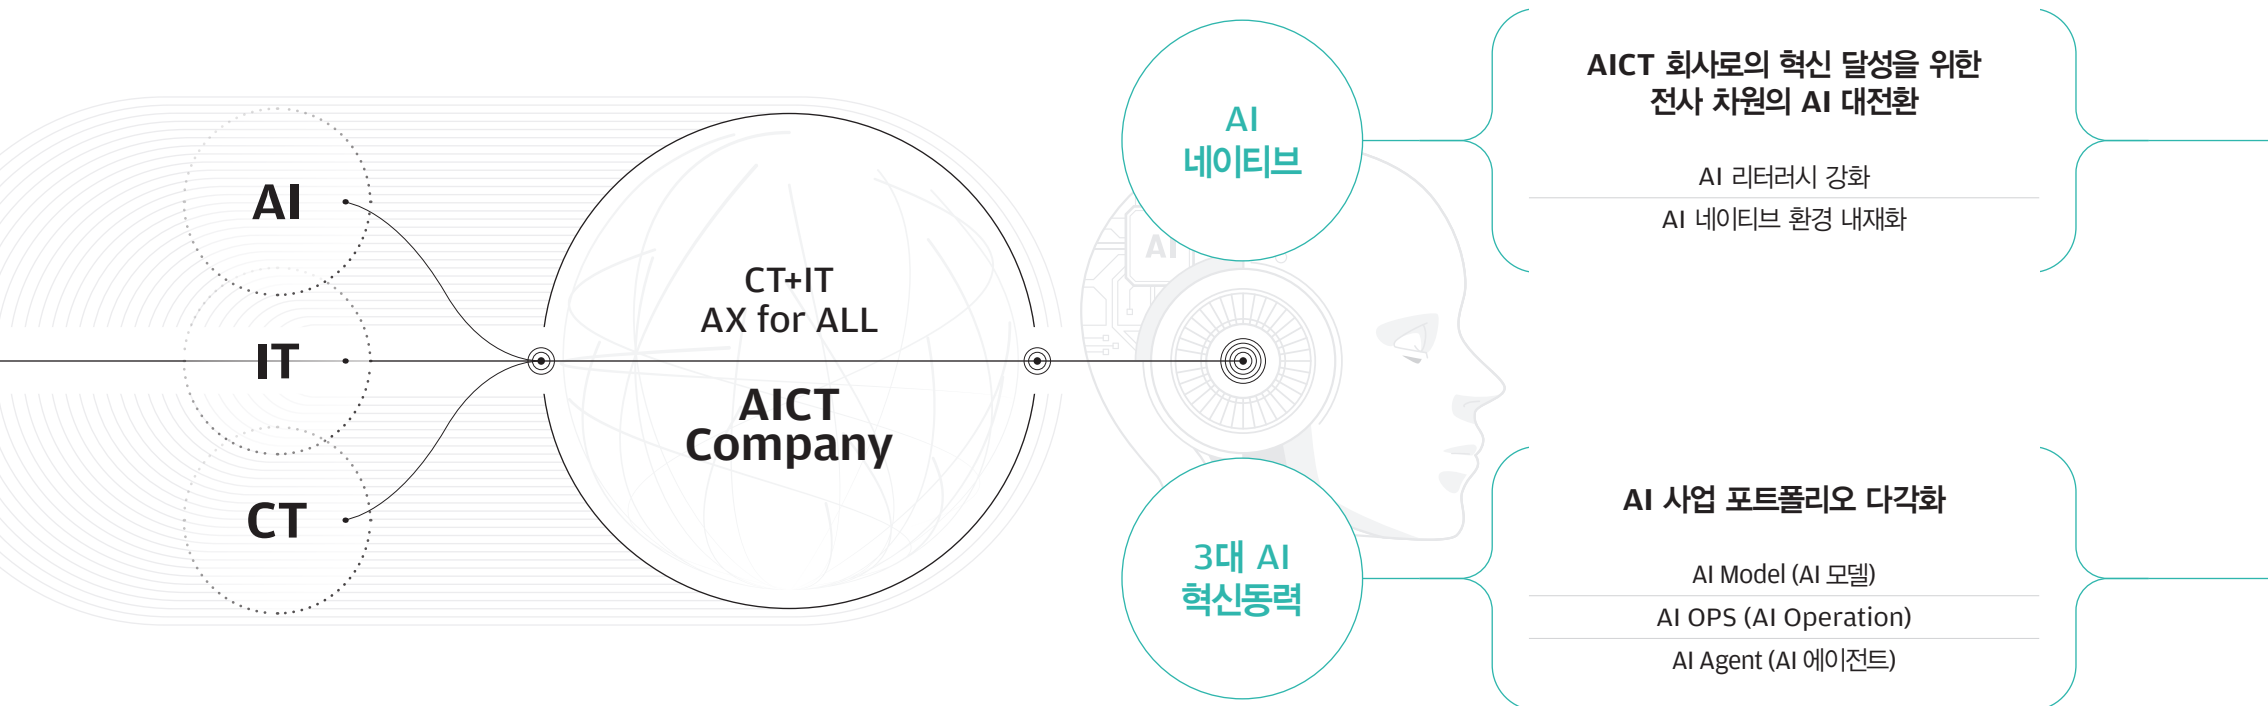 AI
IT
CT
CT+IT
AX for ALL
AICT
Company
AI
AI
네이티브
AICT 회사로의 혁신 달성을 위한
전사 차원의 AI 대전환
AI 리터러시 강화
AI 네이티브 환경 내재화
3대 AI
혁신동력
AI 사업 포트폴리오 다각화
AI Model (AI 모델)
AI OPS (AI Operation)
AI Agent (AI 에이전트)